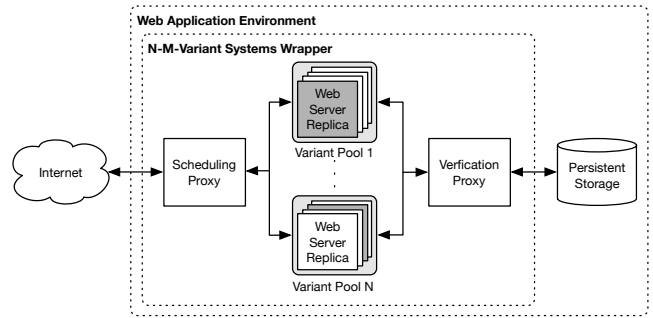 Web Application Environment
N-M-Variant Systems Wrapper
Web
Server
Replica
Variant Pool 1
Internet
Scheduling
Proxy
Verfication
Proxy
Persistent
Storage
Web
Server
Replica
Variant Pool N